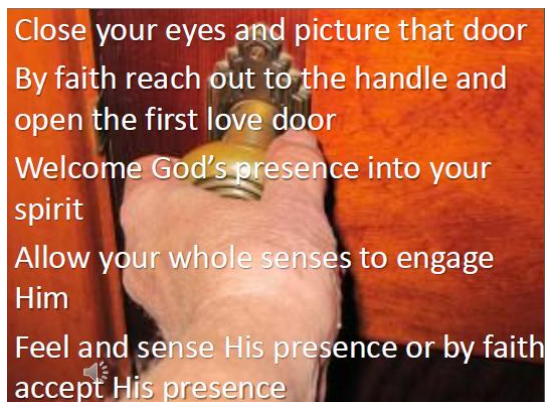 Close your eyes and picture that door
By faith reach out to the handle and
open the first love door
Welcome God's presence into your
spirit
Allow your whole senses to engage
Him
Feel and sense His presence or by faith
accept His presence